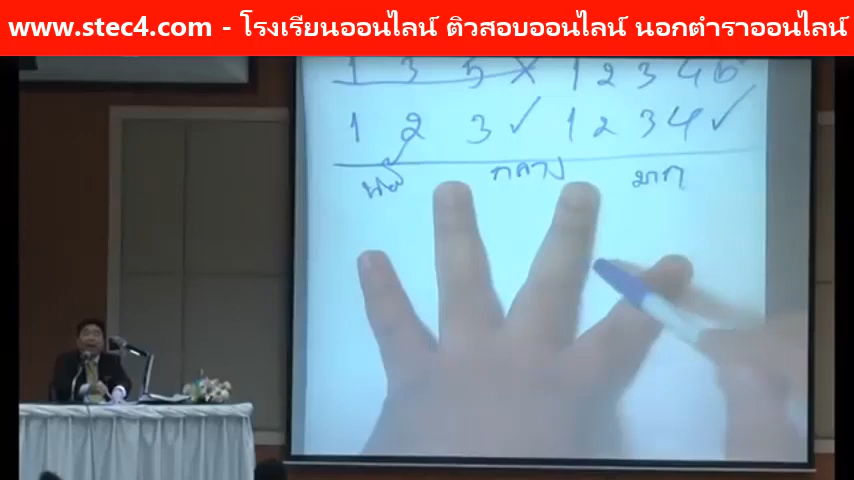 www.stec4.com - โรงเรียนออนไลน์ ติวสอบออนไลน์ นอกตำราออนไลน์
1 3 5 X 1 2 3 4 6
1 2 3 ✓ 1 2 3 4 ✓
กลาง มาก